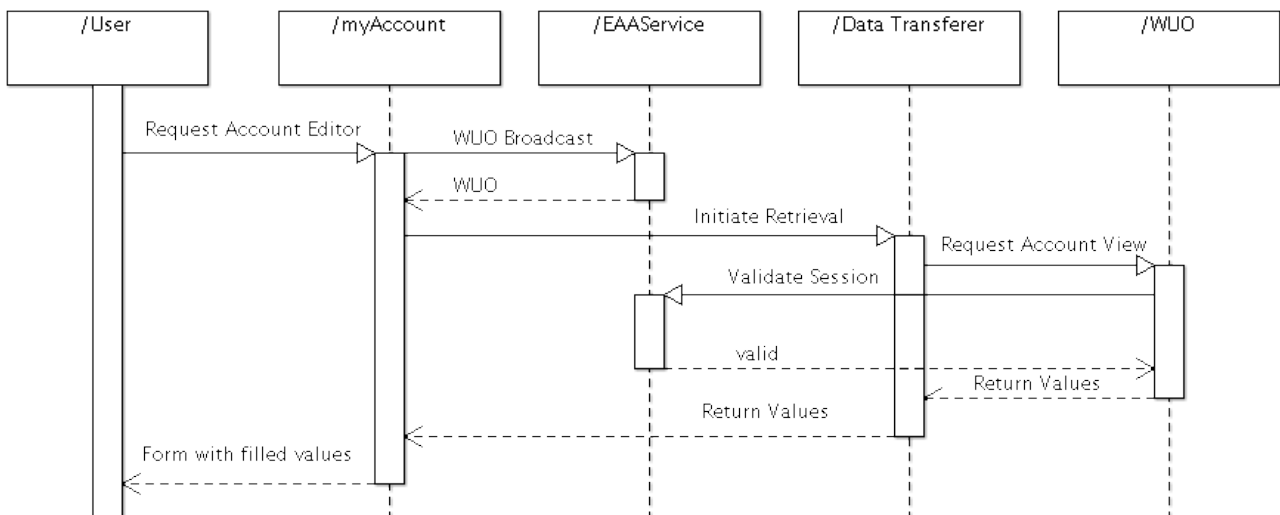 /User
/myAccount
/EAAService
/Data Transferer
/WUO
Request Account Editor
WUO Broadcast
WUO
Initiate Retrieval
Request Account View
Validate Session
valid
Return Values
Return Values
Form with filled values